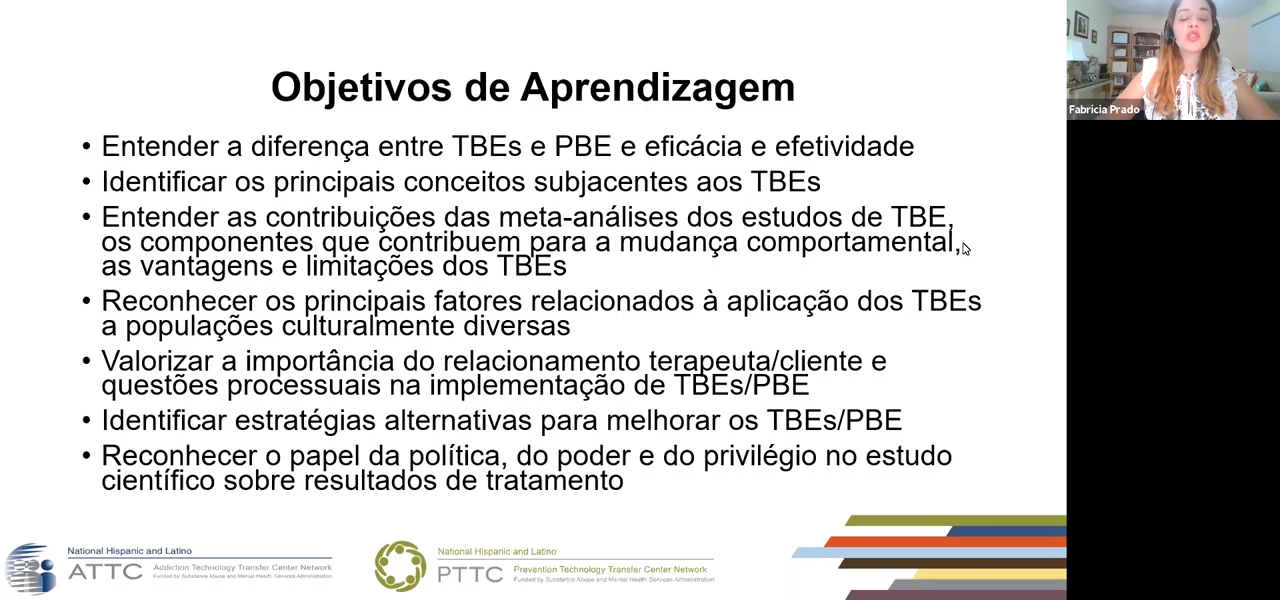 Objetivos de Aprendizagem
• Entender a diferença entre TBEs e PBE e eficácia e efetividade
• Identificar os principais conceitos subjacentes aos TBEs
• Entender as contribuições das meta-análises dos estudos de TBE,
os componentes que contribuem para a mudança comportamental,
as vantagens e limitações dos TBEs
• Reconhecer os principais fatores relacionados à aplicação dos TBEs
a populações culturalmente diversas
• Valorizar a importância do relacionamento terapeuta/cliente e
questões processuais na implementação de TBEs/PBE
• Identificar estratégias alternativas para melhorar os TBEs/PBE
• Reconhecer o papel da política, do poder e do privilégio no estudo
científico sobre resultados de tratamento
Fabricia Prado
National Hispanic and Latino
ATTC
Addiction Technology Transfer Center Network
Funded by Substance Abuse and Mental Health Services Administration
National Hispanic and Latino
PTTC
Prevention Technology Transfer Center Network
Funded by Substance Abuse and Mental Health Services Administration